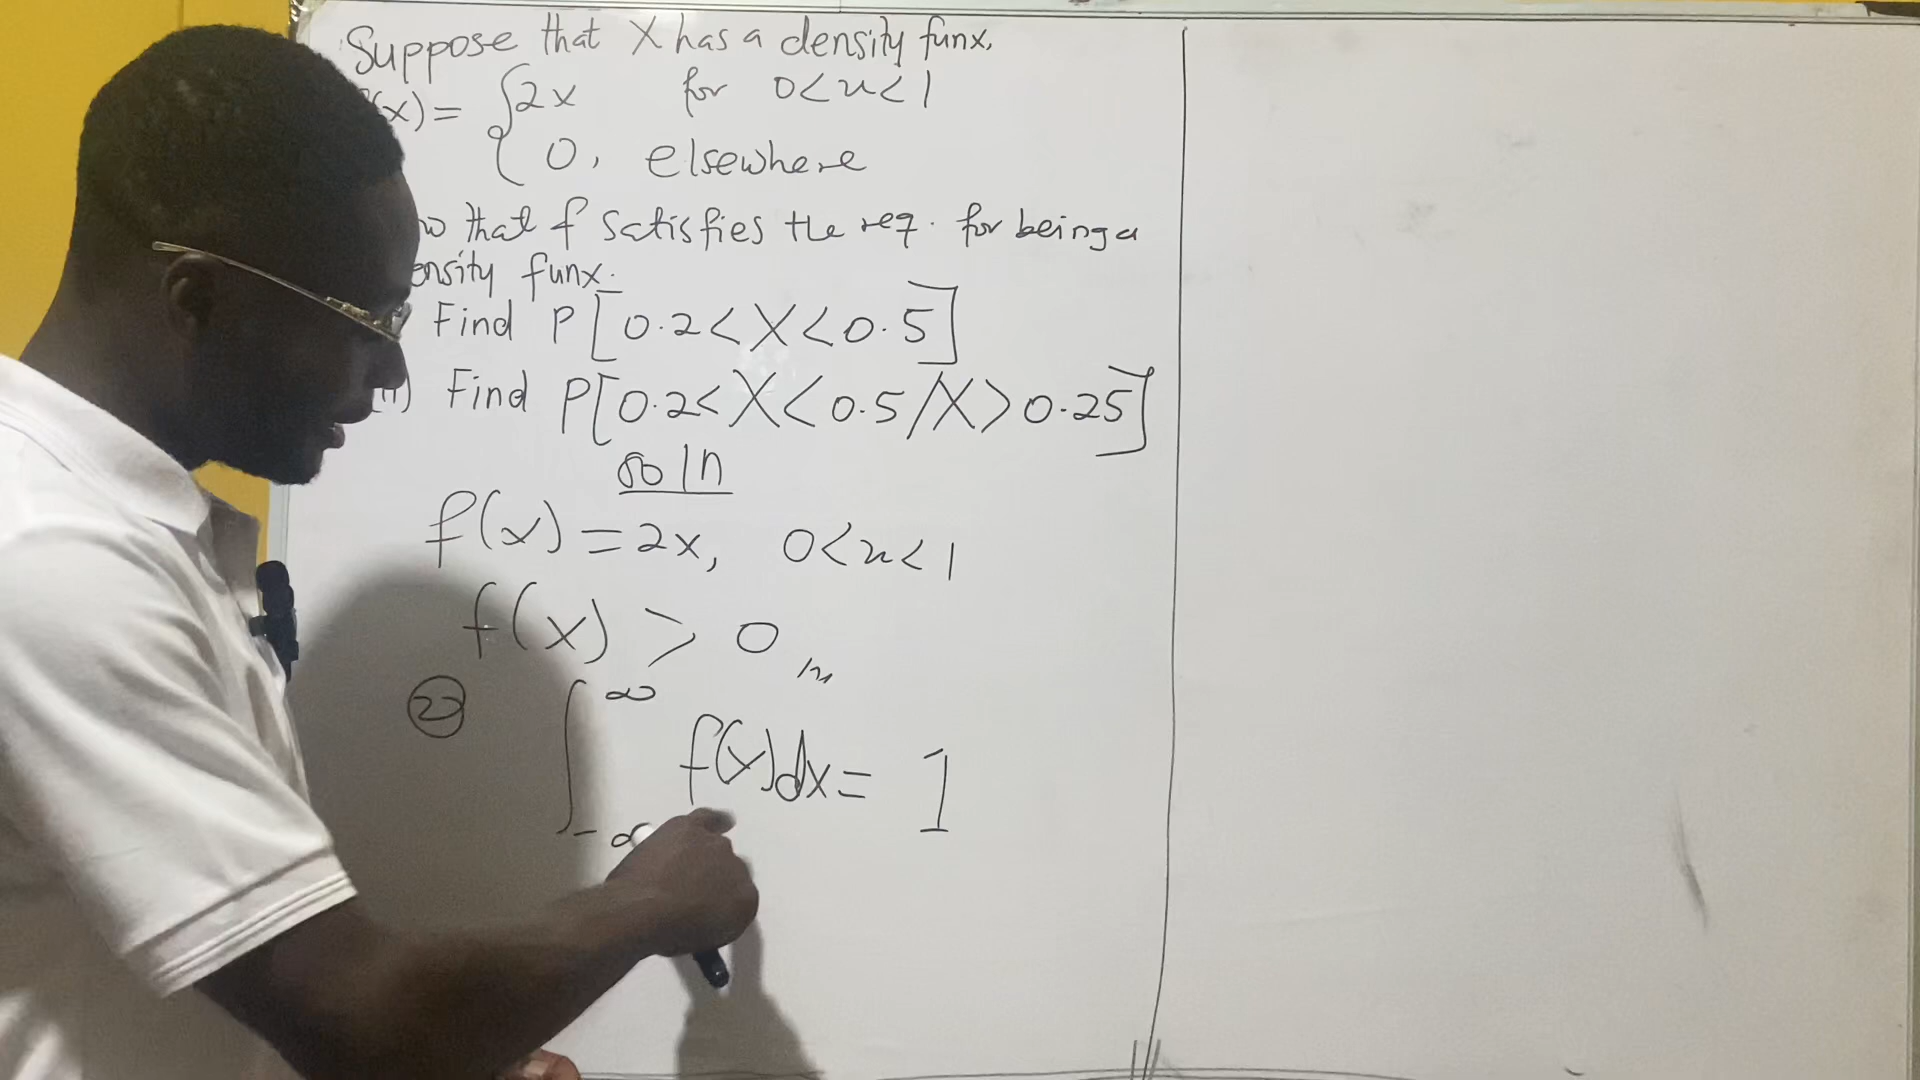 Suppose that X has a density funx.
(x) = { 2x for 0<x<1
0, elsewhere
that f satisfies the req. for being a
funx.
Find P[0.2<X<0.5]
Find P[0.2<X<0.5/X>0.25]
soln
f(x) = 2x, 0<x<1
f(x) > 0
② ∫ ∞ f(x)dx = 1
-∞